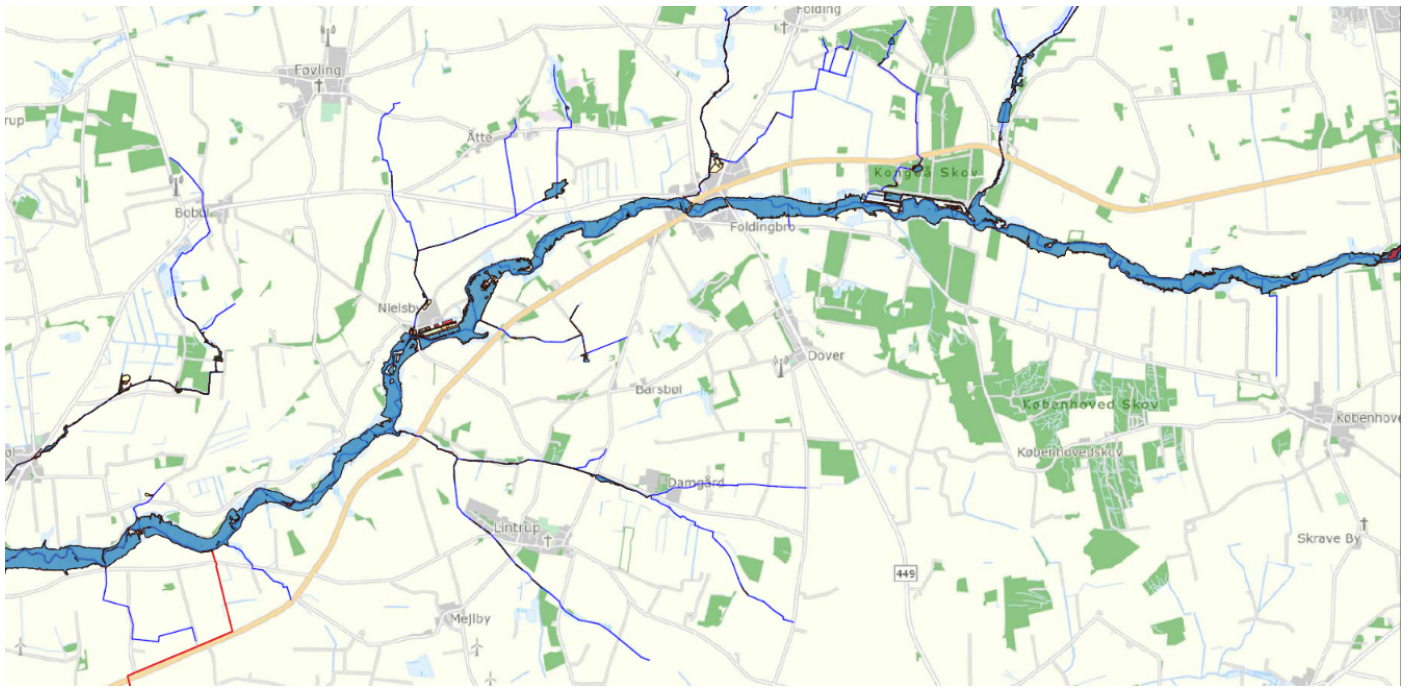 Folding
Føvling
Åtte
Kongeå Skov
Bobøl
Foldingbro
Nielsby
Dover
Barsbøl
Københoved Skov
Københove
Københovedskov
Damgård
Lintrup
Skrave By
449
Mejlby